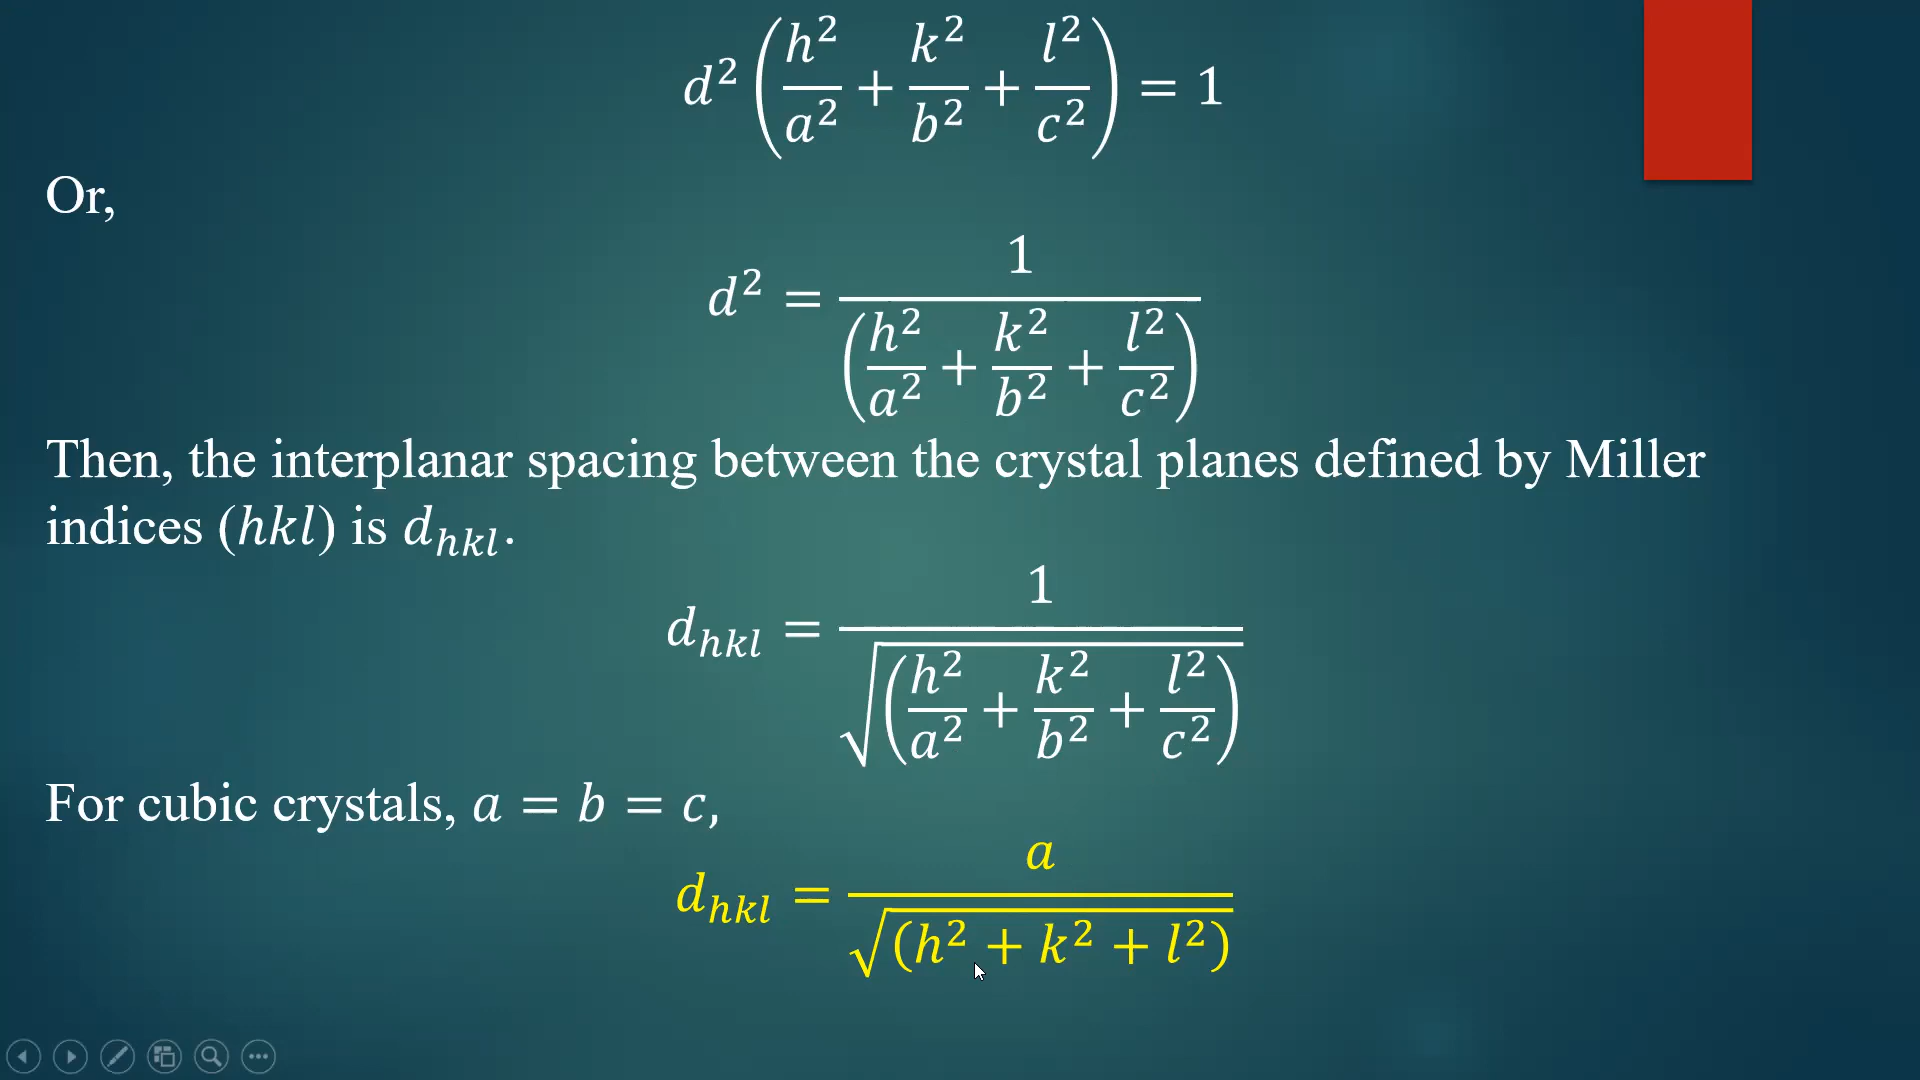 d² (h²/a² + k²/b² + l²/c²) = 1
Or,
d² = 1 / (h²/a² + k²/b² + l²/c²)
Then, the interplanar spacing between the crystal planes defined by Miller
indices (hkl) is d_hkl.
d_hkl = 1 / √(h²/a² + k²/b² + l²/c²)
For cubic crystals, a = b = c,
d_hkl = a / √(h² + k² + l²)